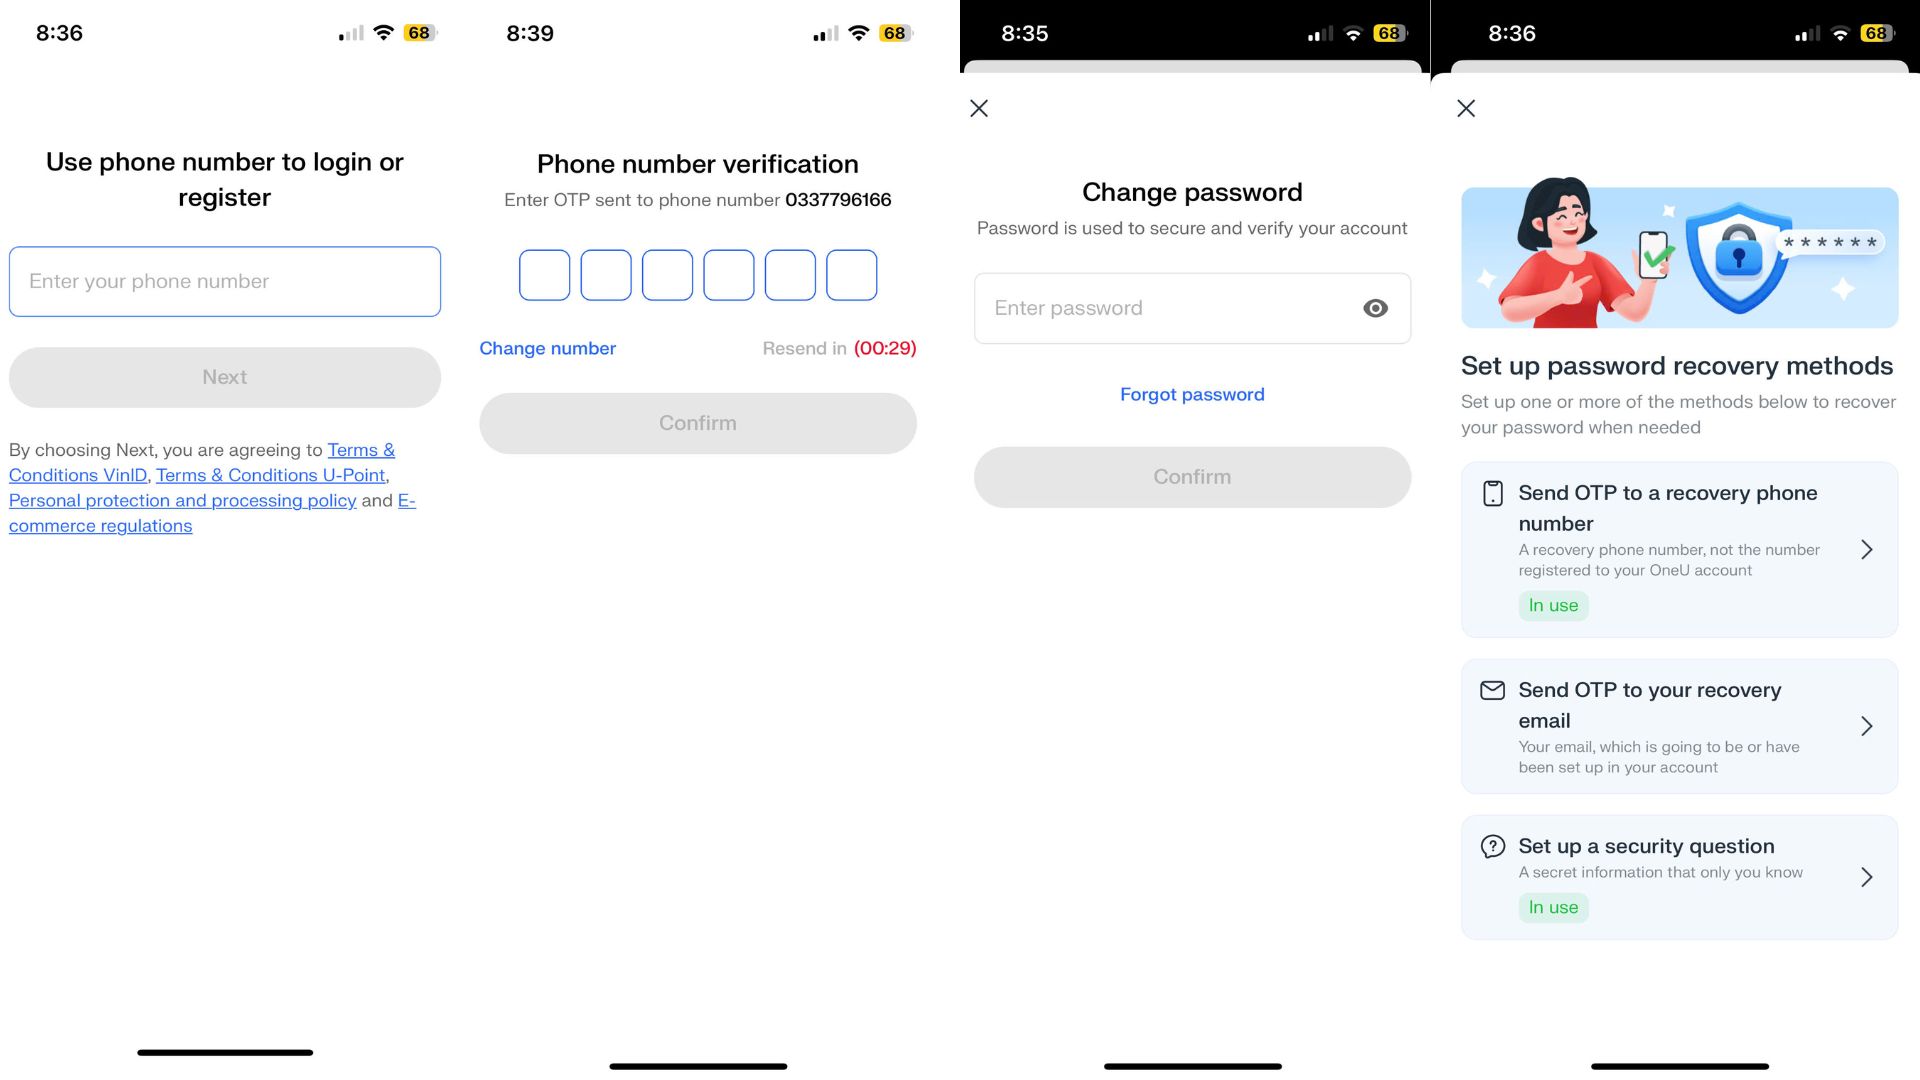 8:36
68
Use phone number to login or
register
Enter your phone number
Next
By choosing Next, you are agreeing to Terms &
Conditions VinID, Terms & Conditions U-Point,
Personal protection and processing policy and E-
commerce regulations
8:39
68
Phone number verification
Enter OTP sent to phone number 0337796166
Change number
Resend in (00:29)
Confirm
8:35
68
Change password
Password is used to secure and verify your account
Enter password
Forgot password
Confirm
8:36
68
******
Set up password recovery methods
Set up one or more of the methods below to recover
your password when needed
Send OTP to a recovery phone
number
A recovery phone number, not the number
registered to your OneU account
In use
Send OTP to your recovery
email
Your email, which is going to be or have
been set up in your account
Set up a security question
A secret information that only you know
In use